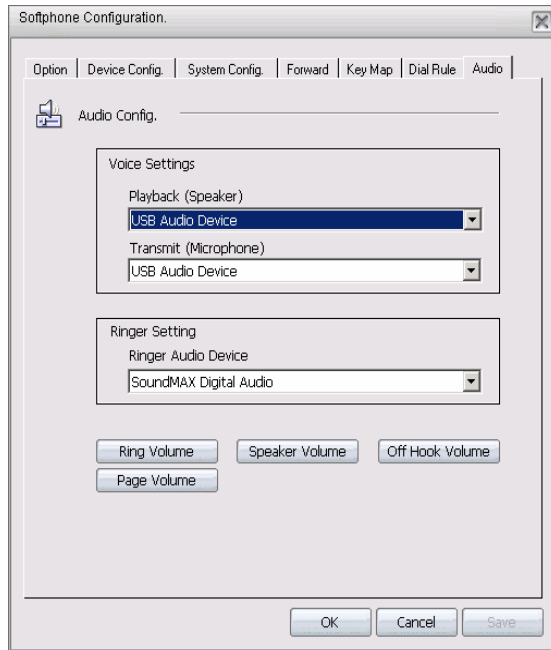 Softphone Configuration.
Option Device Config. System Config. Forward Key Map Dial Rule Audio
Audio Config.
Voice Settings
Playback (Speaker)
USB Audio Device
Transmit (Microphone)
USB Audio Device
Ringer Setting
Ringer Audio Device
SoundMAX Digital Audio
Ring Volume Speaker Volume Off Hook Volume
Page Volume
OK Cancel Save